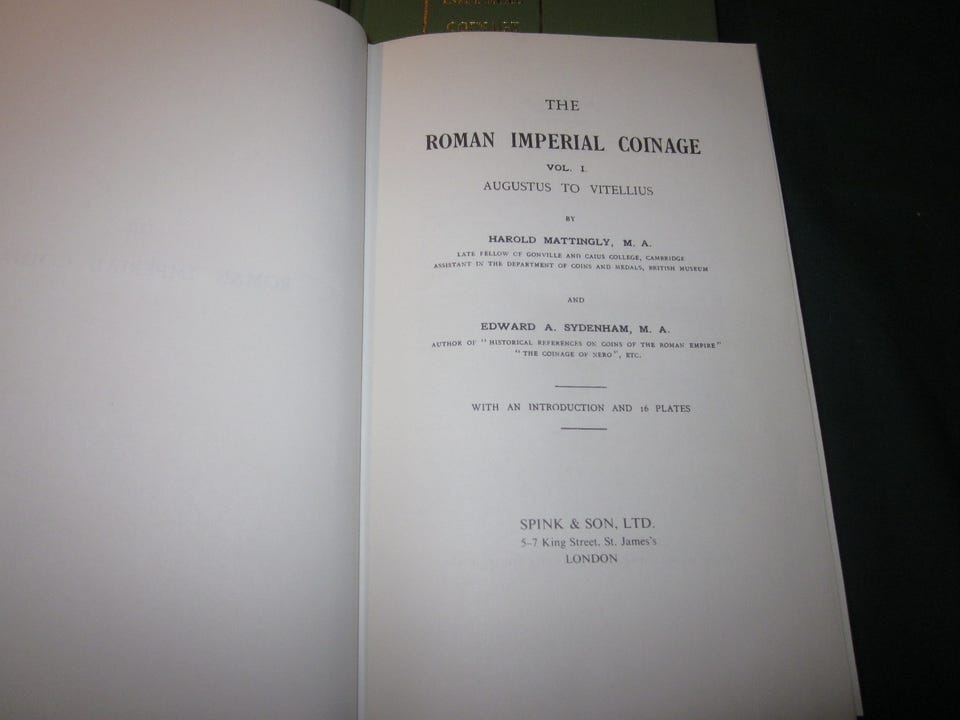 COINAGE
THE
ROMAN IMPERIAL COINAGE
VOL. I.
AUGUSTUS TO VITELLIUS
BY
HAROLD MATTINGLY, M. A.
LATE FELLOW OF GONVILLE AND CAIUS COLLEGE, CAMBRIDGE
ASSISTANT IN THE DEPARTMENT OF COINS AND MEDALS, BRITISH MUSEUM
AND
EDWARD A. SYDENHAM, M. A.
AUTHOR OF "HISTORICAL REFERENCES ON COINS OF THE ROMAN EMPIRE"
"THE COINAGE OF NERO", ETC.
WITH AN INTRODUCTION AND 16 PLATES
SPINK & SON, LTD.
5-7 King Street, St. James's
LONDON